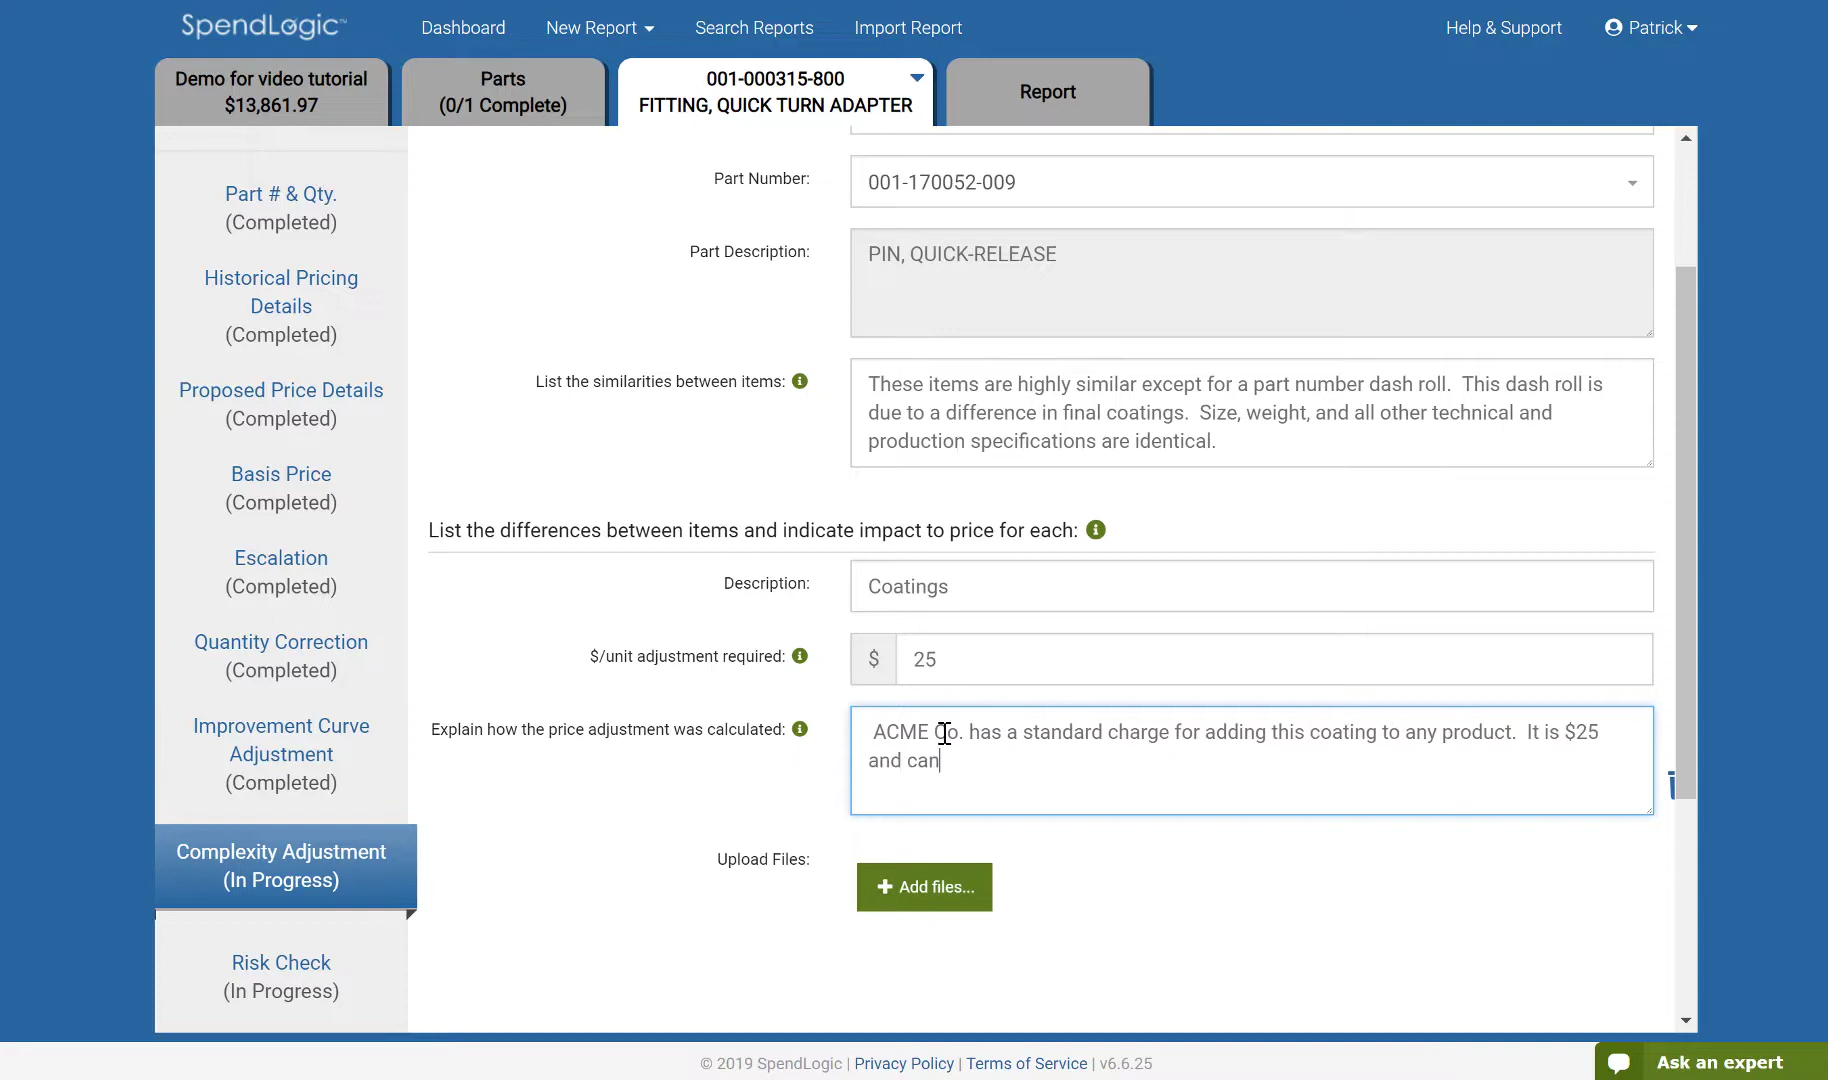 SpendLogic™
Dashboard
New Report
Search Reports
Import Report
Help & Support
Patrick
Demo for video tutorial
$13,861.97
Parts
(0/1 Complete)
001-000315-800
FITTING, QUICK TURN ADAPTER
Report
Part # & Qty.
(Completed)
Historical Pricing
Details
(Completed)
Proposed Price Details
(Completed)
Basis Price
(Completed)
Escalation
(Completed)
Quantity Correction
(Completed)
Improvement Curve
Adjustment
(Completed)
Complexity Adjustment
(In Progress)
Risk Check
(In Progress)
Part Number:
001-170052-009
Part Description:
PIN, QUICK-RELEASE
List the similarities between items:
These items are highly similar except for a part number dash roll.  This dash roll is
due to a difference in final coatings.  Size, weight, and all other technical and
production specifications are identical.
List the differences between items and indicate impact to price for each:
Description:
Coatings
$/unit adjustment required:
$ 25
Explain how the price adjustment was calculated:
ACME Co. has a standard charge for adding this coating to any product.  It is $25
and can
Upload Files:
Add files...
© 2019 SpendLogic | Privacy Policy | Terms of Service | v6.6.25
Ask an expert